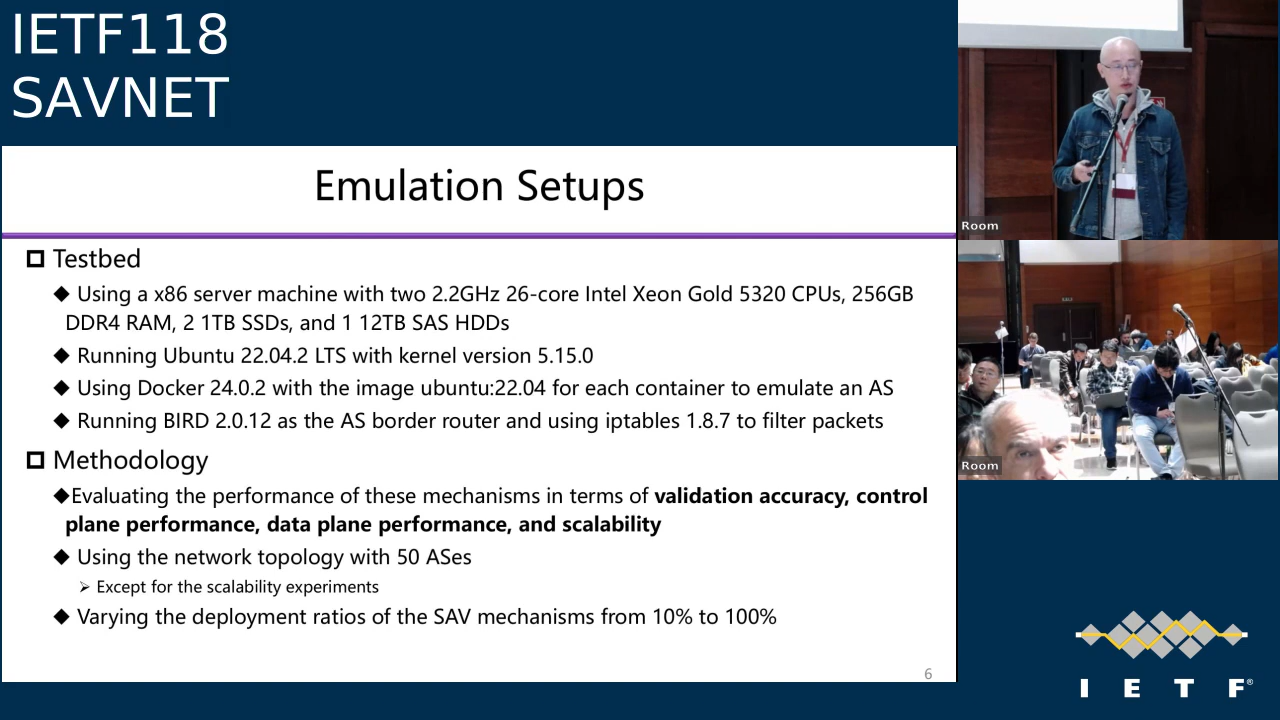 IETF118
SAVNET
Emulation Setups
Testbed
Using a x86 server machine with two 2.2GHz 26-core Intel Xeon Gold 5320 CPUs, 256GB
DDR4 RAM, 2 1TB SSDs, and 1 12TB SAS HDDs
Running Ubuntu 22.04.2 LTS with kernel version 5.15.0
Using Docker 24.0.2 with the image ubuntu:22.04 for each container to emulate an AS
Running BIRD 2.0.12 as the AS border router and using iptables 1.8.7 to filter packets
Methodology
Evaluating the performance of these mechanisms in terms of validation accuracy, control
plane performance, data plane performance, and scalability
Using the network topology with 50 ASes
Except for the scalability experiments
Varying the deployment ratios of the SAV mechanisms from 10% to 100%
6
Room
Room
I E T F®